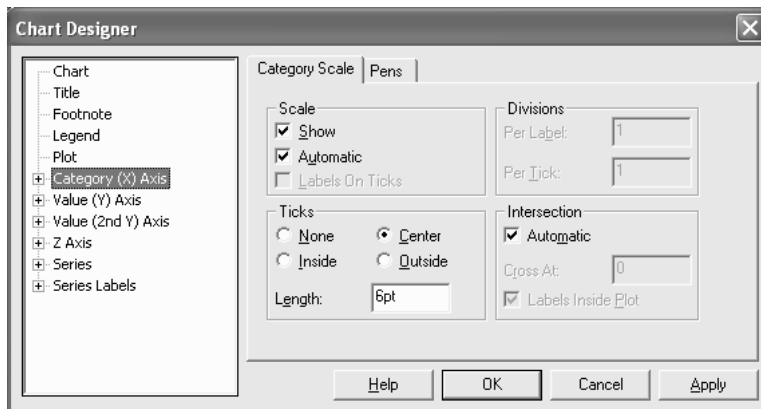 Chart Designer
Chart
Title
Footnote
Legend
Plot
Category (X) Axis
Value (Y) Axis
Value (2nd Y) Axis
Z Axis
Series
Series Labels
Category Scale Pens
Scale
Show
Automatic
Labels On Ticks
Divisions
Per Label: 1
Per Tick: 1
Ticks
None Center
Inside Outside
Length: 6pt
Intersection
Automatic
Cross At: 0
Labels Inside Plot
Help OK Cancel Apply